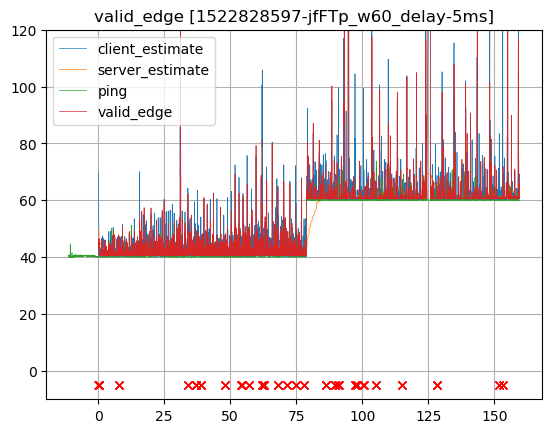 valid_edge [1522828597-jfFTp_w60_delay-5ms]
120
100
80
60
40
20
0
client_estimate
server_estimate
ping
valid_edge
0
25
50
75
100
125
150